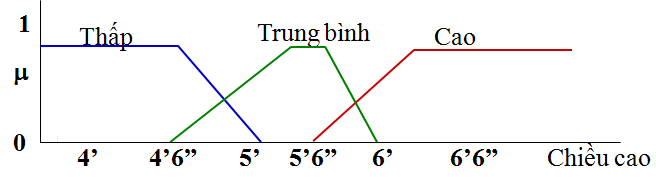 1
Thấp Trung bình Cao
μ
0
4’ 4’6” 5’ 5’6” 6’ 6’6” Chiều cao